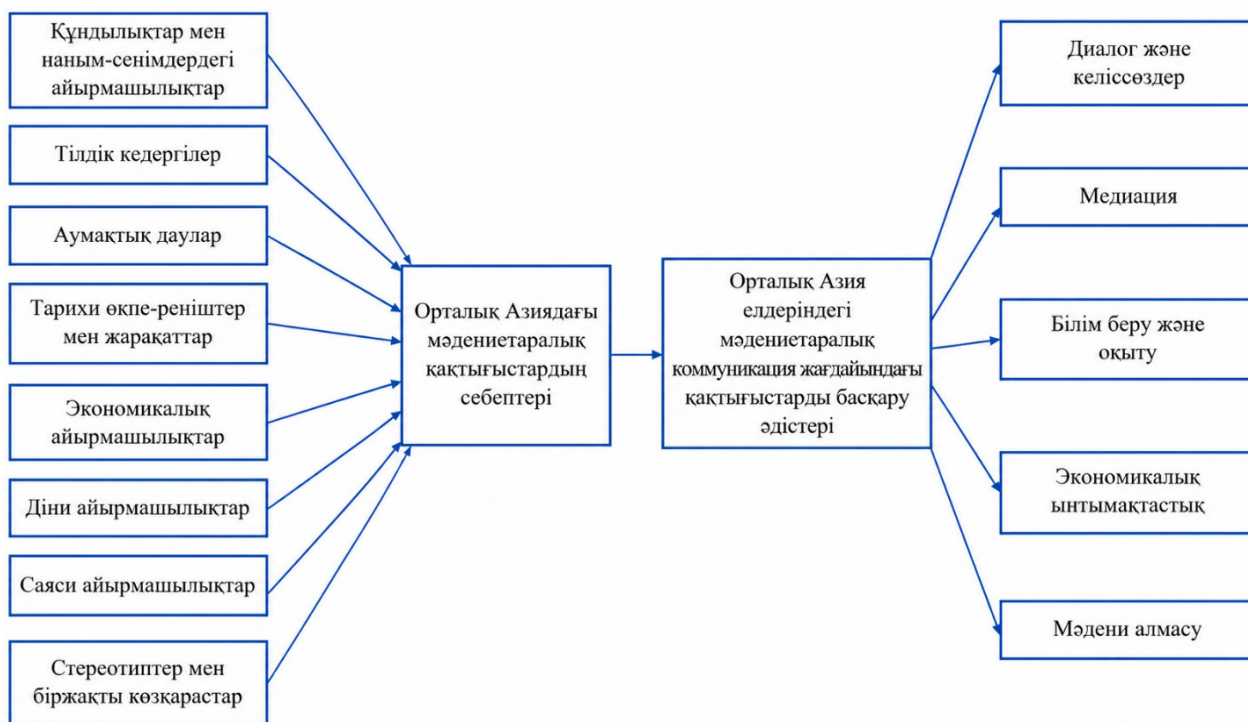 Құндылықтар мен
наным-сенімдердегі
айырмашылықтар
Тілдік кедергілер
Аумақтық даулар
Тарихи өкпе-реніштер
мен жарақаттар
Экономикалық
айырмашылықтар
Діни айырмашылықтар
Саяси айырмашылықтар
Стереотиптер мен
біржақты көзқарастар
Орталық Азиядағы
мәдениетаралық
қақтығыстардың
себептері
Орталық Азия
елдеріндегі
мәдениетаралық
коммуникация жағдайындағы
қақтығыстарды басқару
әдістері
Диалог және
келіссөздер
Медиация
Білім беру және
оқыту
Экономикалық
ынтымақтастық
Мәдени алмасу